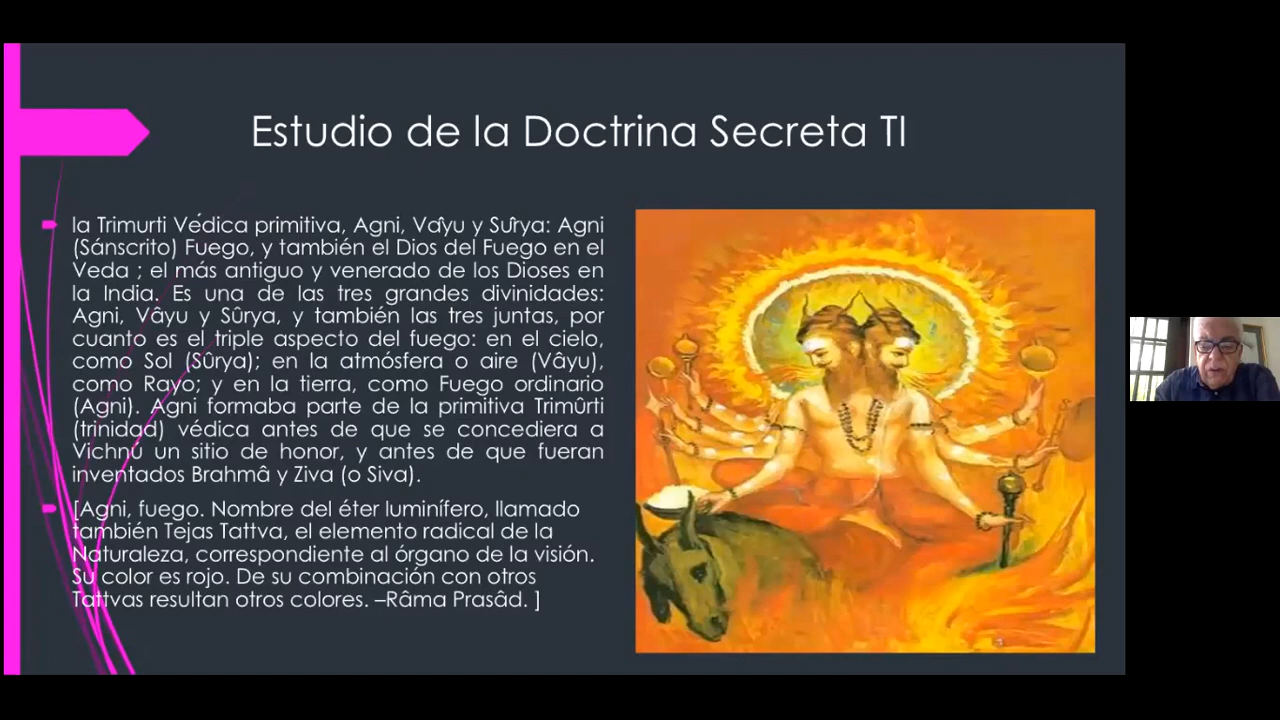 Estudio de la Doctrina Secreta TI
la Trimurti Védica primitiva, Agni, Vâyu y Sûrya: Agni
(Sánscrito) Fuego, y también el Dios del Fuego en el
Veda ; el más antiguo y venerado de los Dioses en
la India. Es una de las tres grandes divinidades:
Agni, Vâyu y Sûrya, y también las tres juntas, por
cuanto es el triple aspecto del fuego: en el cielo,
como Sol (Sûrya); en la atmósfera o aire (Vâyu),
como Rayo; y en la tierra, como Fuego ordinario
(Agni). Agni formaba parte de la primitiva Trimûrti
(trinidad) védica antes de que se concediera a
Vichnú un sitio de honor, y antes de que fueran
inventados Brahmâ y Ziva (o Siva).
[Agni, fuego. Nombre del éter luminífero, llamado
también Tejas Tattva, el elemento radical de la
Naturaleza, correspondiente al órgano de la visión.
Su color es rojo. De su combinación con otros
Tattvas resultan otros colores. –Râma Prasâd. ]